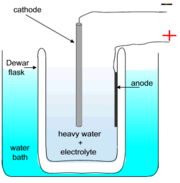 cathode
−
+
Dewar
flask
anode
heavy water
+
electrolyte
water
bath